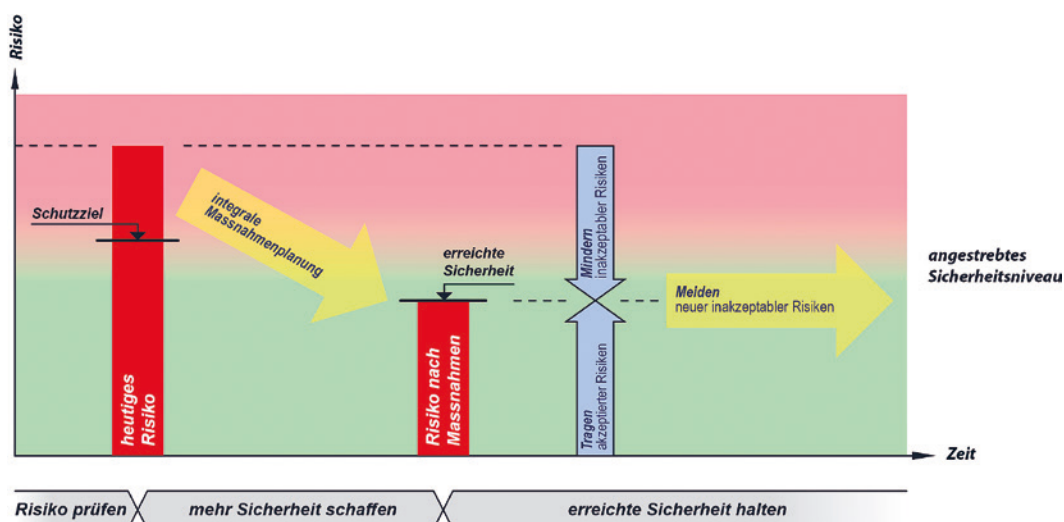 Risiko
Schutzziel
integrale
Massnahmenplanung
erreichte
Sicherheit
Mindern
inakzeptabler Risiken
angestrebtes
Sicherheitsniveau
Meiden
neuer inakzeptabler Risiken
heutiges
Risiko
Risiko nach
Massnahmen
Tragen
akzeptierter Risiken
Zeit
Risiko prüfen
mehr Sicherheit schaffen
erreichte Sicherheit halten